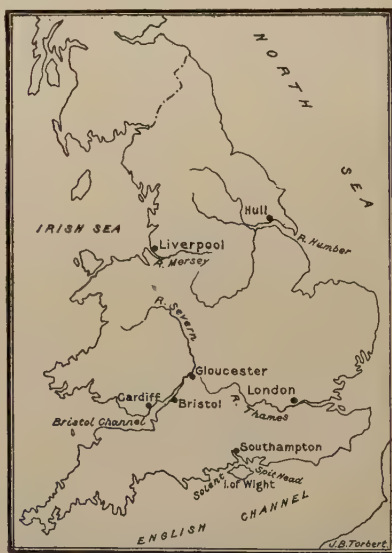 NORTH
SEA
Hull
R. Humber
IRISH SEA
Liverpool
R. Mersey
R. Severn
Gloucester
London
Cardiff
Bristol
R. Thames
Bristol Channel
Southampton
Solent
Spit Head
I. of Wight
ENGLISH CHANNEL
J.B. Torbert